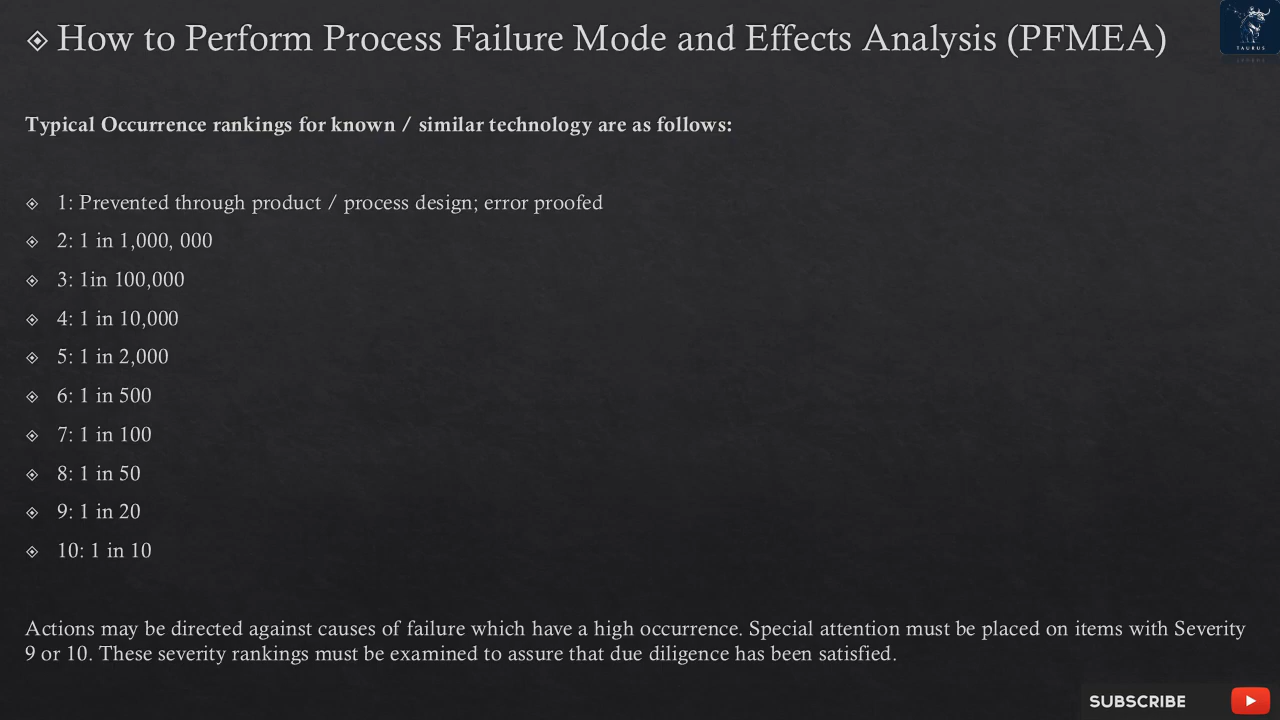 How to Perform Process Failure Mode and Effects Analysis (PFMEA)
TAURUS
Typical Occurrence rankings for known / similar technology are as follows:
1: Prevented through product / process design; error proofed
2: 1 in 1,000, 000
3: 1in 100,000
4: 1 in 10,000
5: 1 in 2,000
6: 1 in 500
7: 1 in 100
8: 1 in 50
9: 1 in 20
10: 1 in 10
Actions may be directed against causes of failure which have a high occurrence. Special attention must be placed on items with Severity
9 or 10. These severity rankings must be examined to assure that due diligence has been satisfied.
SUBSCRIBE